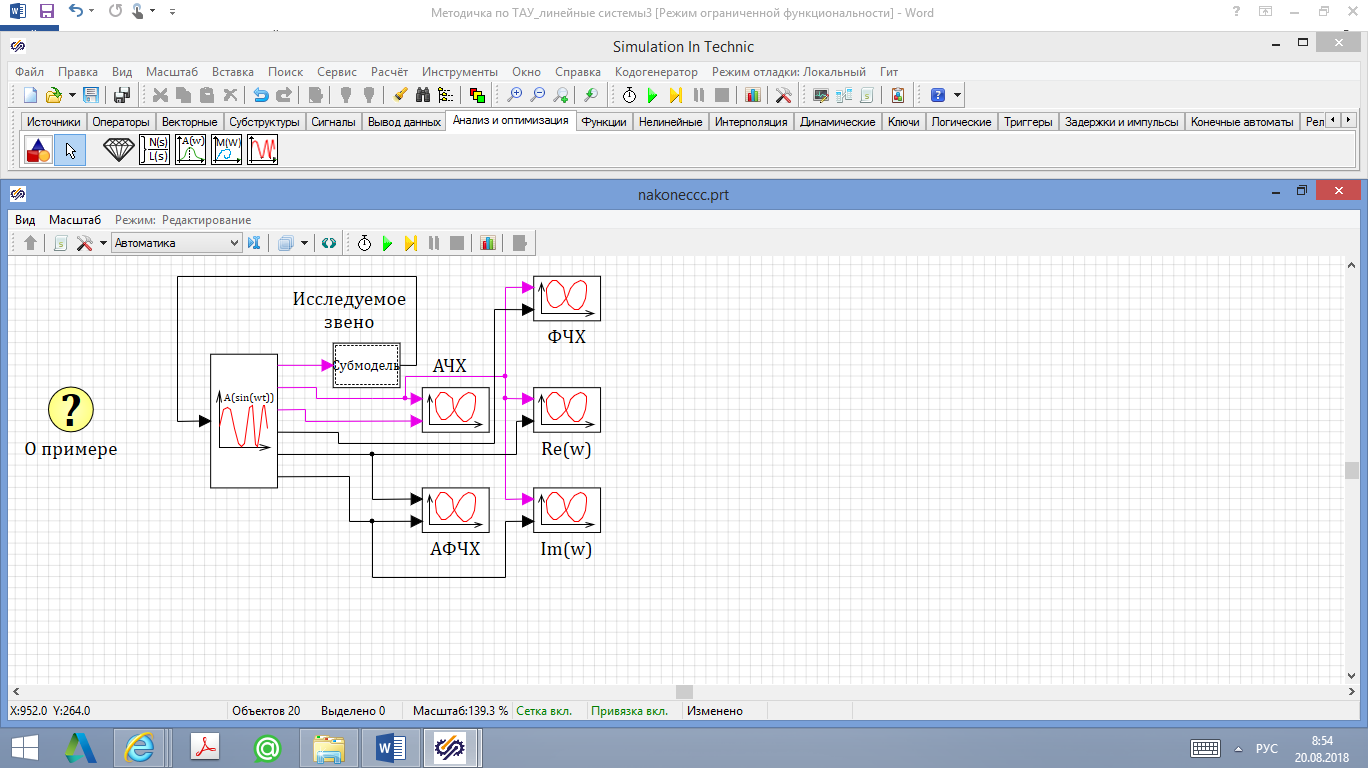 Методичка по ТАУ_линейные системы3 [Режим ограниченной функциональности] - Word
Simulation In Technic
Файл Правка Вид Масштаб Вставка Поиск Сервис Расчёт Инструменты Окно Справка Кодогенератор Режим отладки: Локальный Гит
Источники Операторы Векторные Субструктуры Сигналы Вывод данных Анализ и оптимизация Функции Нелинейные Интерполяция Динамические Ключи Логические Триггеры Задержки и импульсы Конечные автоматы Рел
N(s) A(w) M(W)
L(s)
nakoneccc.prt
Вид Масштаб Режим: Редактирование
Автоматика
Исследуемое
звено
ФЧХ
Субмодель
АЧХ
A(sin(wt))
?
О примере
Re(w)
АФЧХ
Im(w)
X:952.0 Y:264.0 Объектов 20 Выделено 0 Масштаб:139.3 % Сетка вкл. Привязка вкл. Изменено
РУС
8:54
20.08.2018